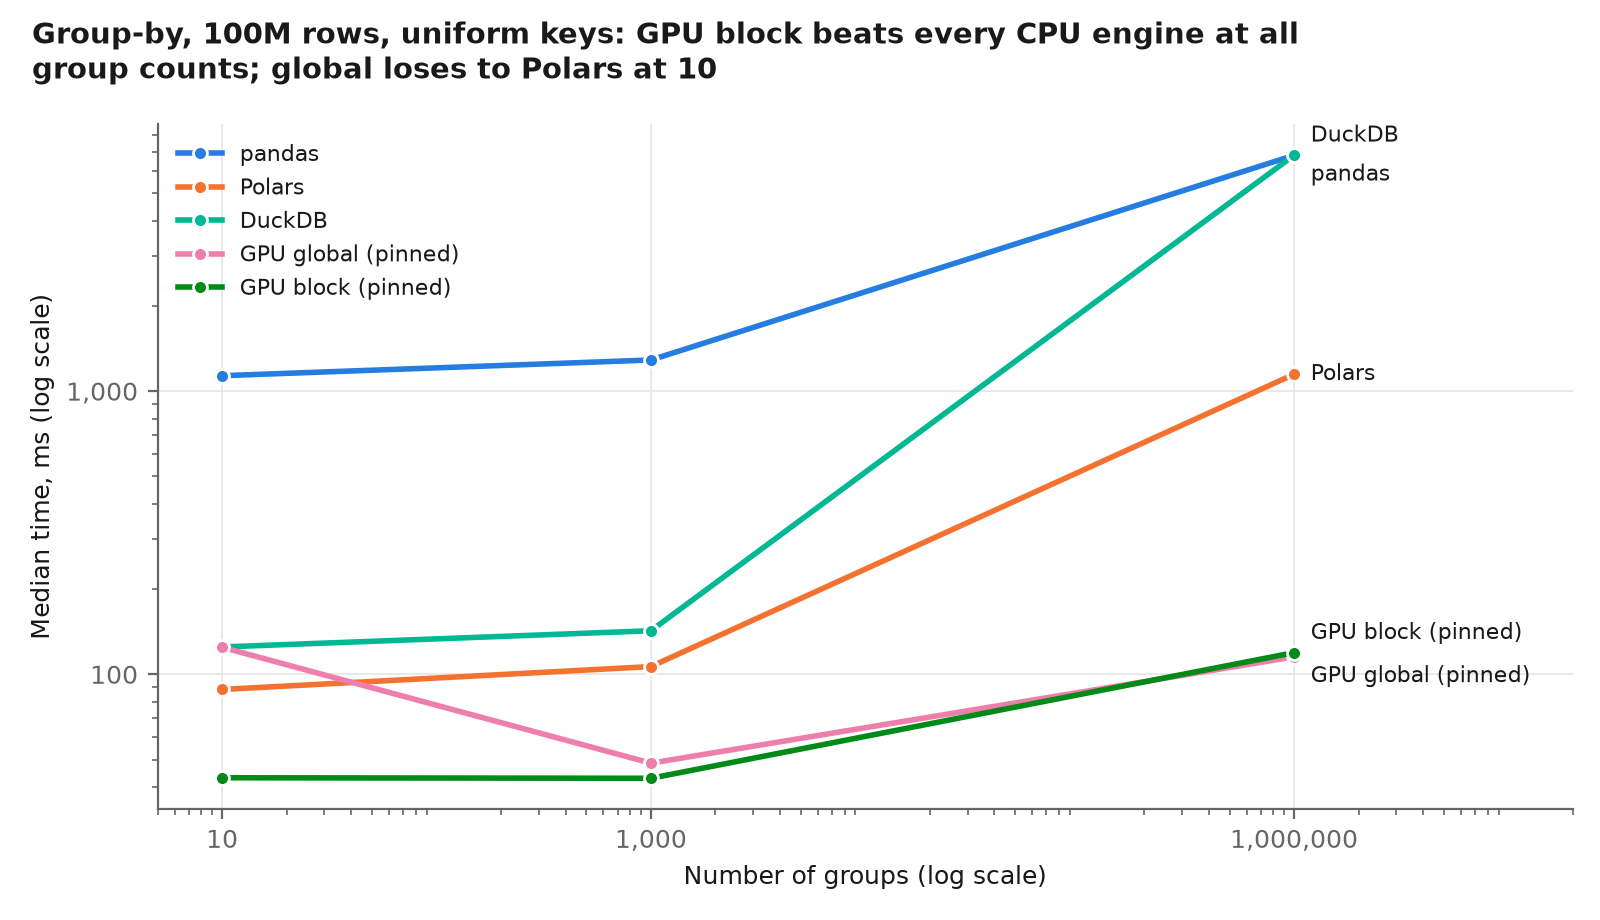 Group-by, 100M rows, uniform keys: GPU block beats every CPU engine at all
group counts; global loses to Polars at 10
pandas
Polars
DuckDB
GPU global (pinned)
GPU block (pinned)
DuckDB
pandas
Polars
GPU block (pinned)
GPU global (pinned)
Median time, ms (log scale)
1,000
100
10
1,000
1,000,000
Number of groups (log scale)